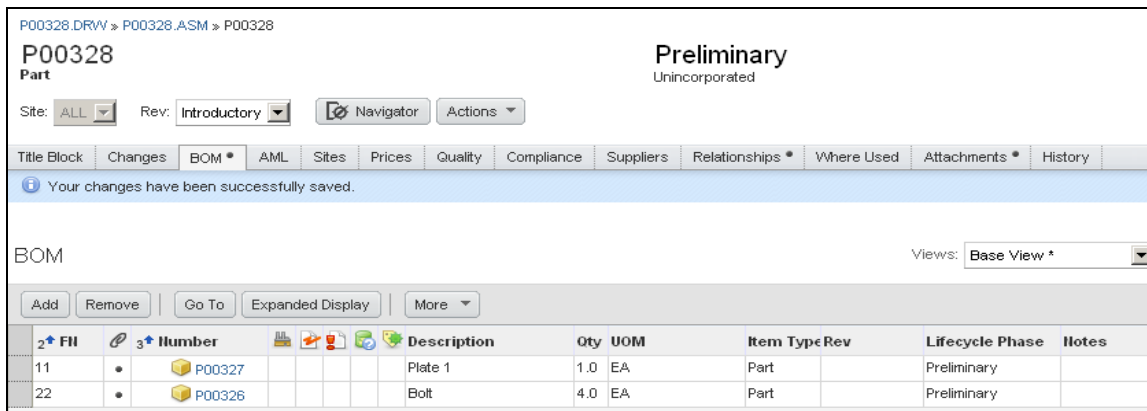 P00328.DRW » P00328.ASM » P00328
P00328 Preliminary
Part Unincorporated
Site: ALL Rev: Introductory Navigator Actions
Title Block Changes BOM AML Sites Prices Quality Compliance Suppliers Relationships Where Used Attachments History
Your changes have been successfully saved.
BOM Views: Base View *
Add Remove Go To Expanded Display More
2 FN 3 Number Description Qty UOM Item Type Rev Lifecycle Phase Notes
11 P00327 Plate 1 1.0 EA Part Preliminary
22 P00326 Bolt 4.0 EA Part Preliminary